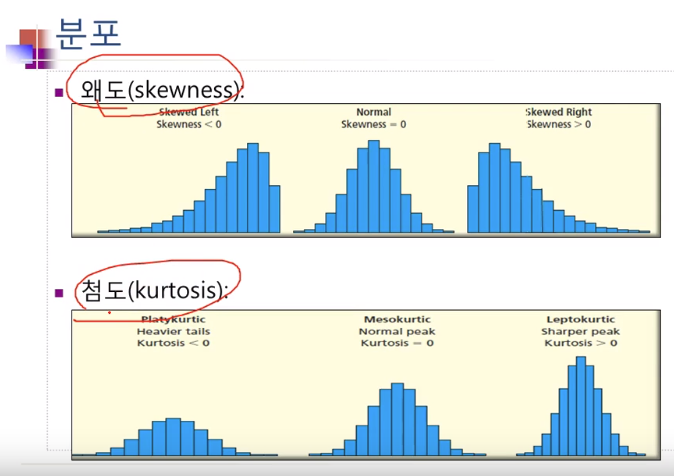 분포
왜도(skewness):
Skewed Left
Skewness < 0
Normal
Skewness = 0
Skewed Right
Skewness > 0
첨도(kurtosis):
Platykurtic
Heavier tails
Kurtosis < 0
Mesokurtic
Normal peak
Kurtosis = 0
Leptokurtic
Sharper peak
Kurtosis > 0